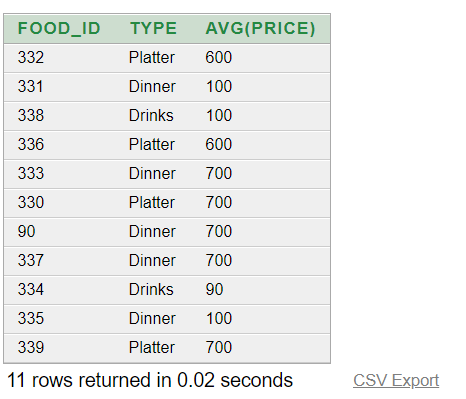 FOOD_ID TYPE AVG(PRICE)
332 Platter 600
331 Dinner 100
338 Drinks 100
336 Platter 600
333 Dinner 700
330 Platter 700
90 Dinner 700
337 Dinner 700
334 Drinks 90
335 Dinner 100
339 Platter 700
11 rows returned in 0.02 seconds CSV Export